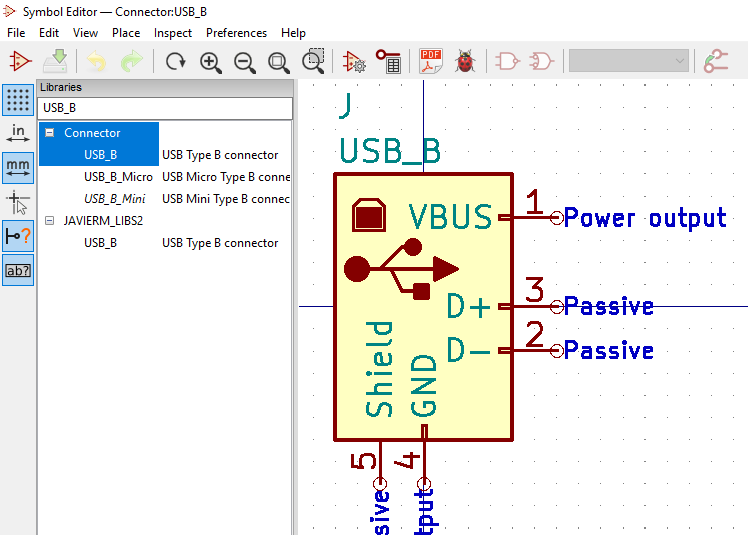 Symbol Editor — Connector:USB_B
File Edit View Place Inspect Preferences Help
PDF
in
mm
ab?
Libraries
USB_B
Connector
USB_B USB Type B connector
USB_B_Micro USB Micro Type B conne
USB_B_Mini USB Mini Type B connec
JAVIERM_LIBS2
USB_B USB Type B connector
J
USB_B
VBUS 1 Power output
D+ 3 Passive
D- 2 Passive
Shield
GND
5
4
sive
tput